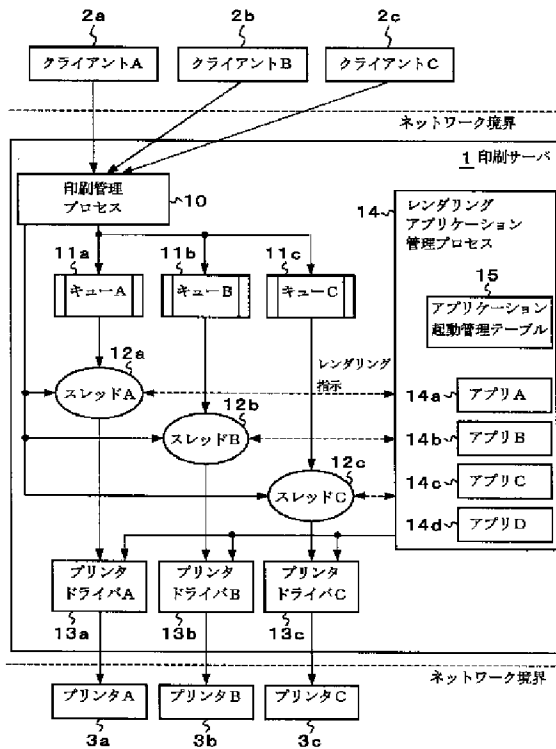 2a
2b
2c
クライアントA
クライアントB
クライアントC
ネットワーク境界
1 印刷サーバ
印刷管理
プロセス
10
14
レンダリング
アプリケーション
管理プロセス
11a
11b
11c
キューA
キューB
キューC
15
アプリケーション
起動管理テーブル
12a
レンダリング
指示
スレッドA
14a
アプリA
12b
スレッドB
14b
アプリB
12c
スレッドC
14c
アプリC
14d
アプリD
プリンタ
ドライバA
プリンタ
ドライバB
プリンタ
ドライバC
13a
13b
13c
ネットワーク境界
プリンタA
プリンタB
プリンタC
3a
3b
3c